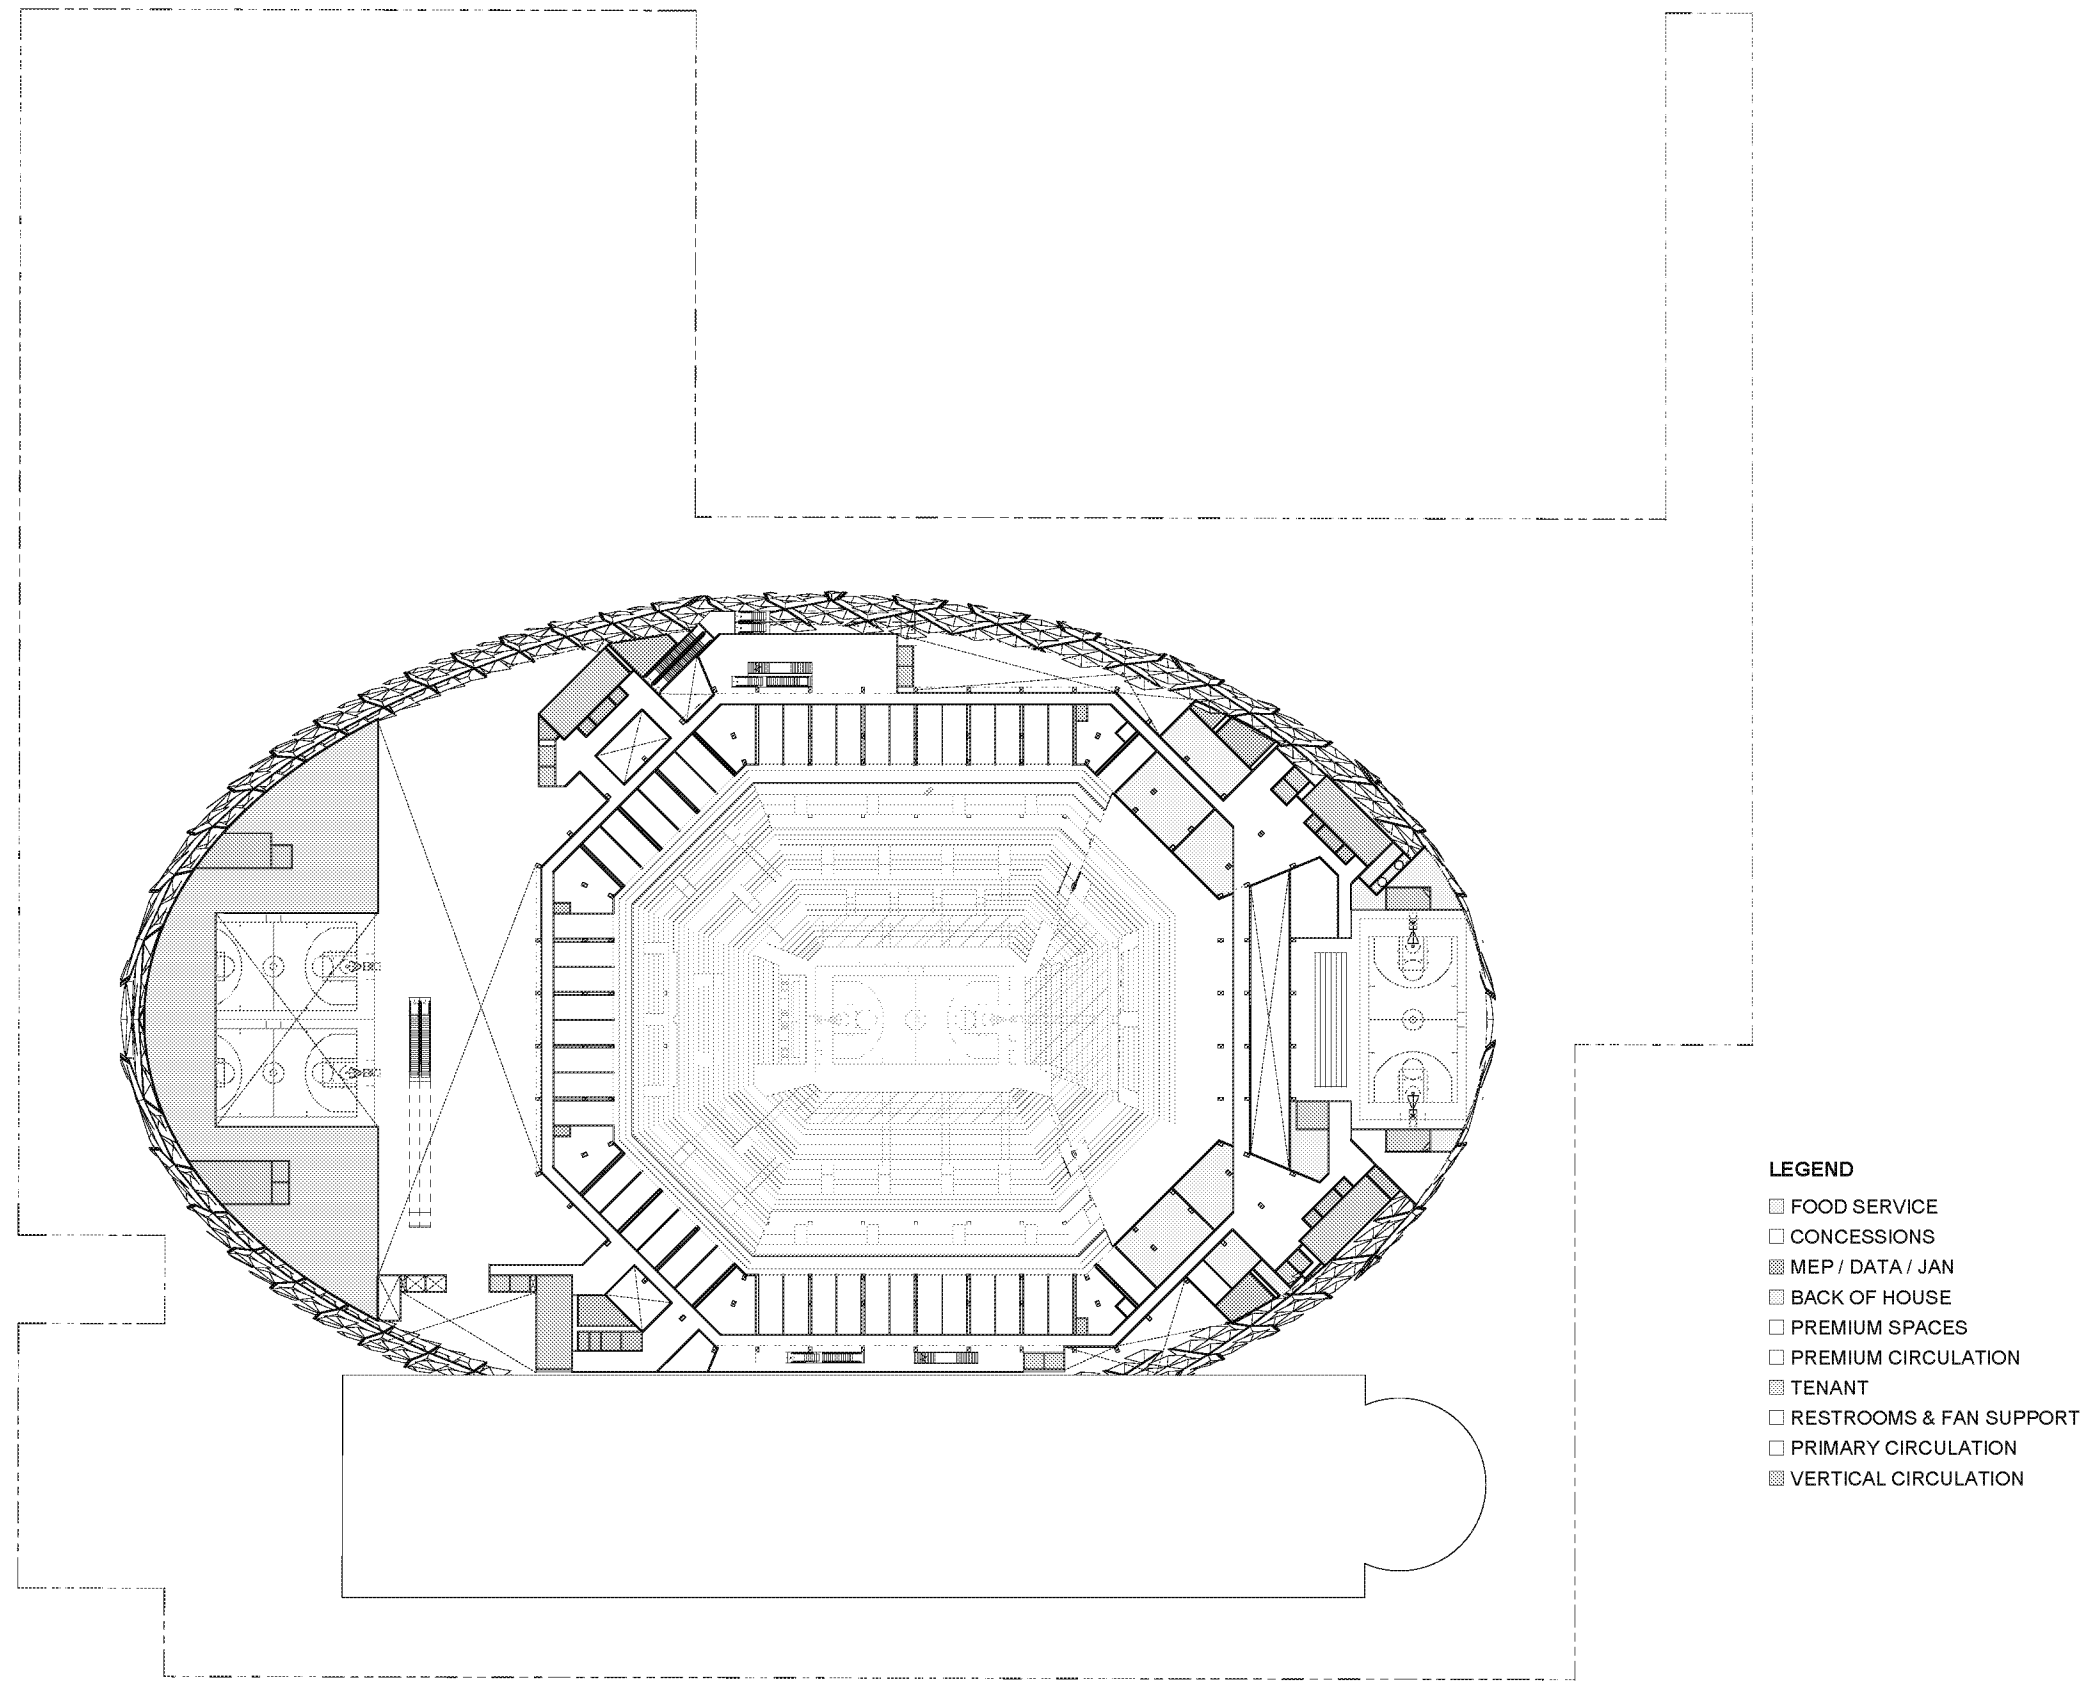 LEGEND
FOOD SERVICE
CONCESSIONS
MEP / DATA / JAN
BACK OF HOUSE
PREMIUM SPACES
PREMIUM CIRCULATION
TENANT
RESTROOMS & FAN SUPPORT
PRIMARY CIRCULATION
VERTICAL CIRCULATION